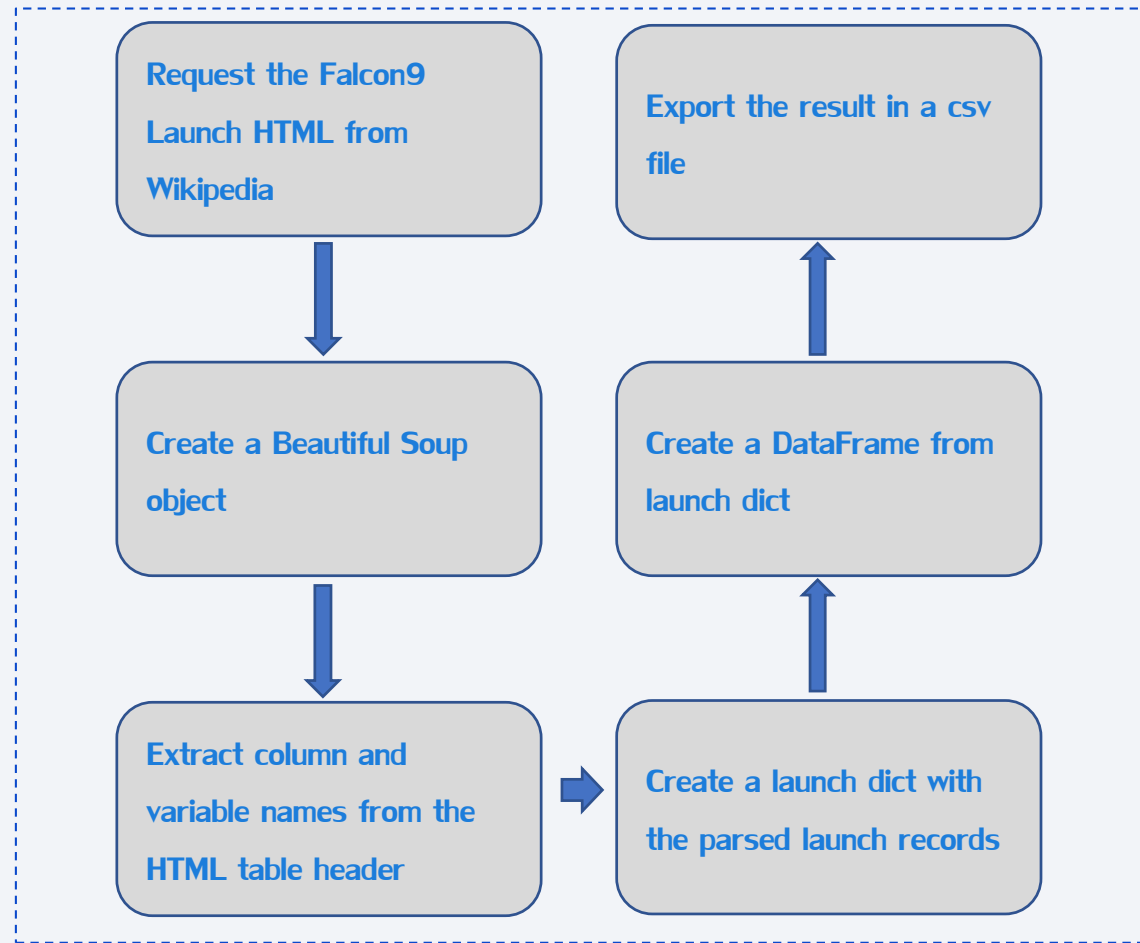 Request the Falcon9
Launch HTML from
Wikipedia
Create a Beautiful Soup
object
Extract column and
variable names from the
HTML table header
Create a launch dict with
the parsed launch records
Create a DataFrame from
launch dict
Export the result in a csv
file